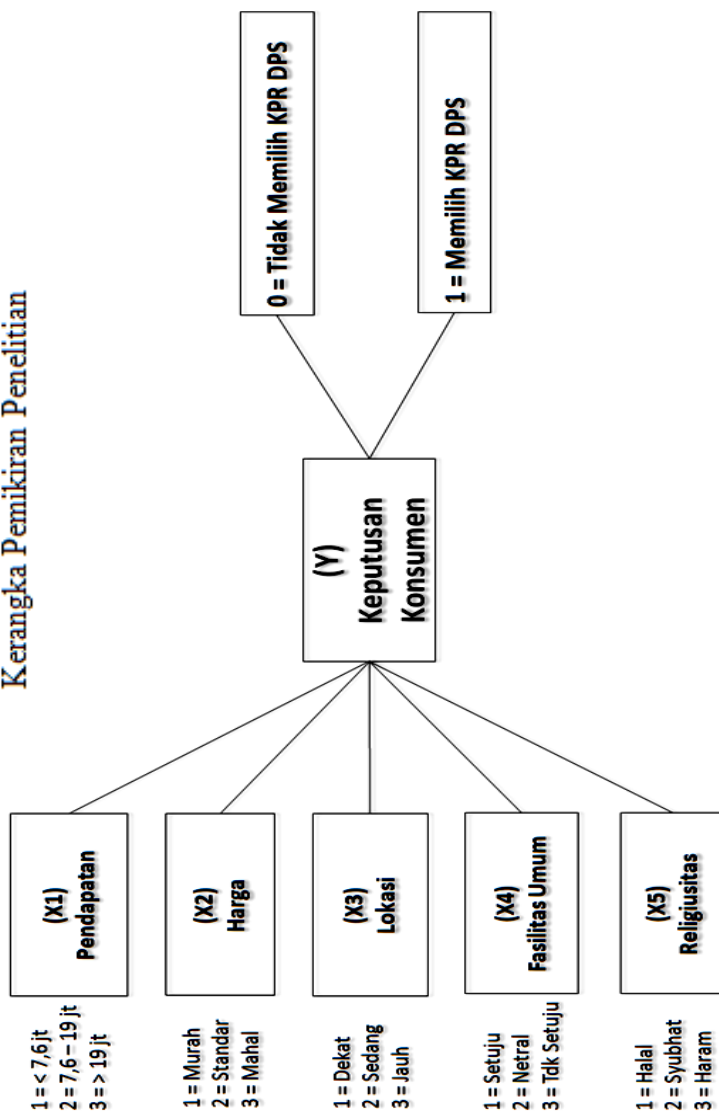 Kerangka Pemikiran Penelitian
1 = < 7,6 jt
2 = 7,6 – 19 jt
3 = > 19 jt
(X1)
Pendapatan
1 = Murah
2 = Standar
3 = Mahal
(X2)
Harga
1 = Dekat
2 = Sedang
3 = Jauh
(X3)
Lokasi
1 = Setuju
2 = Netral
3 = Tdk Setuju
(X4)
Fasilitas Umum
1 = Halal
2 = Syubhat
3 = Haram
(X5)
Religiusitas
(Y)
Keputusan
Konsumen
0 = Tidak Memilih KPR DPS
1 = Memilih KPR DPS